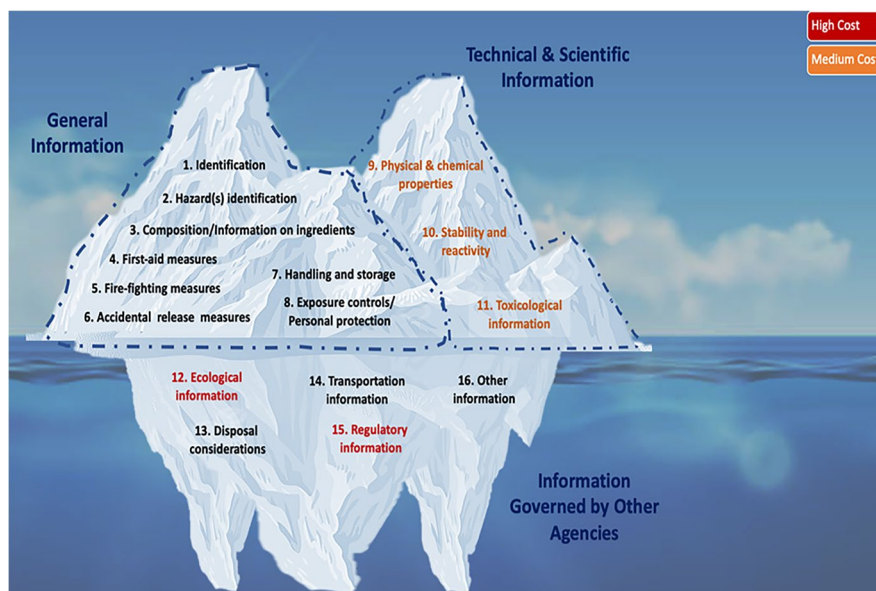 High Cost
Medium Cost
Technical & Scientific
Information
General
Information
1. Identification
2. Hazard(s) identification
3. Composition/Information on ingredients
4. First-aid measures
5. Fire-fighting measures
6. Accidental release measures
7. Handling and storage
8. Exposure controls/
Personal protection
9. Physical & chemical
properties
10. Stability and
reactivity
11. Toxicological
information
12. Ecological
information
13. Disposal
considerations
14. Transportation
information
15. Regulatory
information
16. Other
information
Information
Governed by Other
Agencies